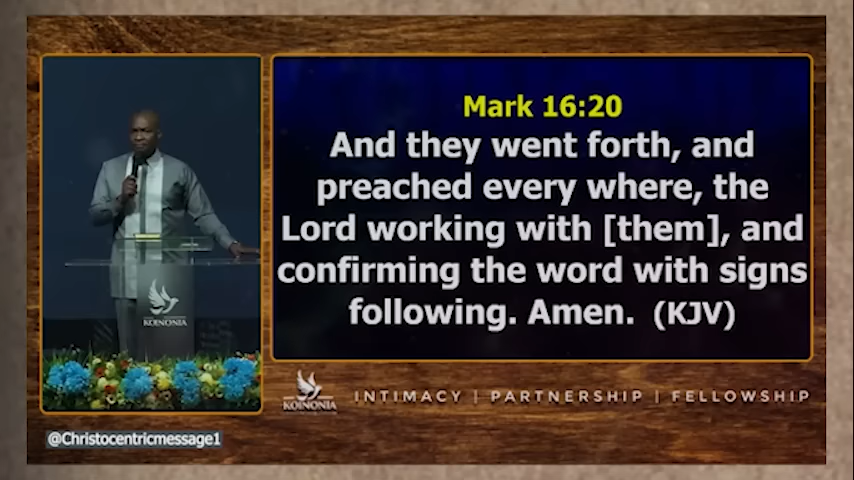 Mark 16:20
And they went forth, and
preached every where, the
Lord working with [them], and
confirming the word with signs
following. Amen. (KJV)
KOINONIA
KOINONIA
INTIMACY | PARTNERSHIP | FELLOWSHIP
@Christocentricmessage1